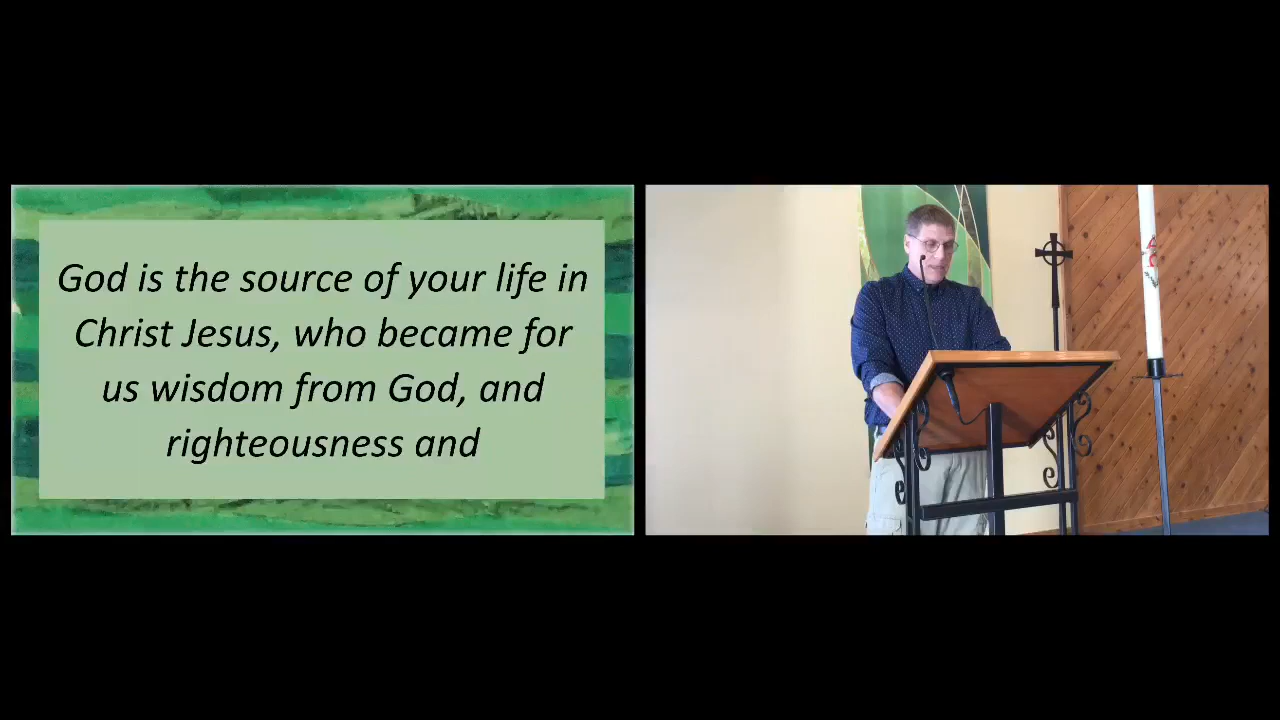 God is the source of your life in
Christ Jesus, who became for
us wisdom from God, and
righteousness and